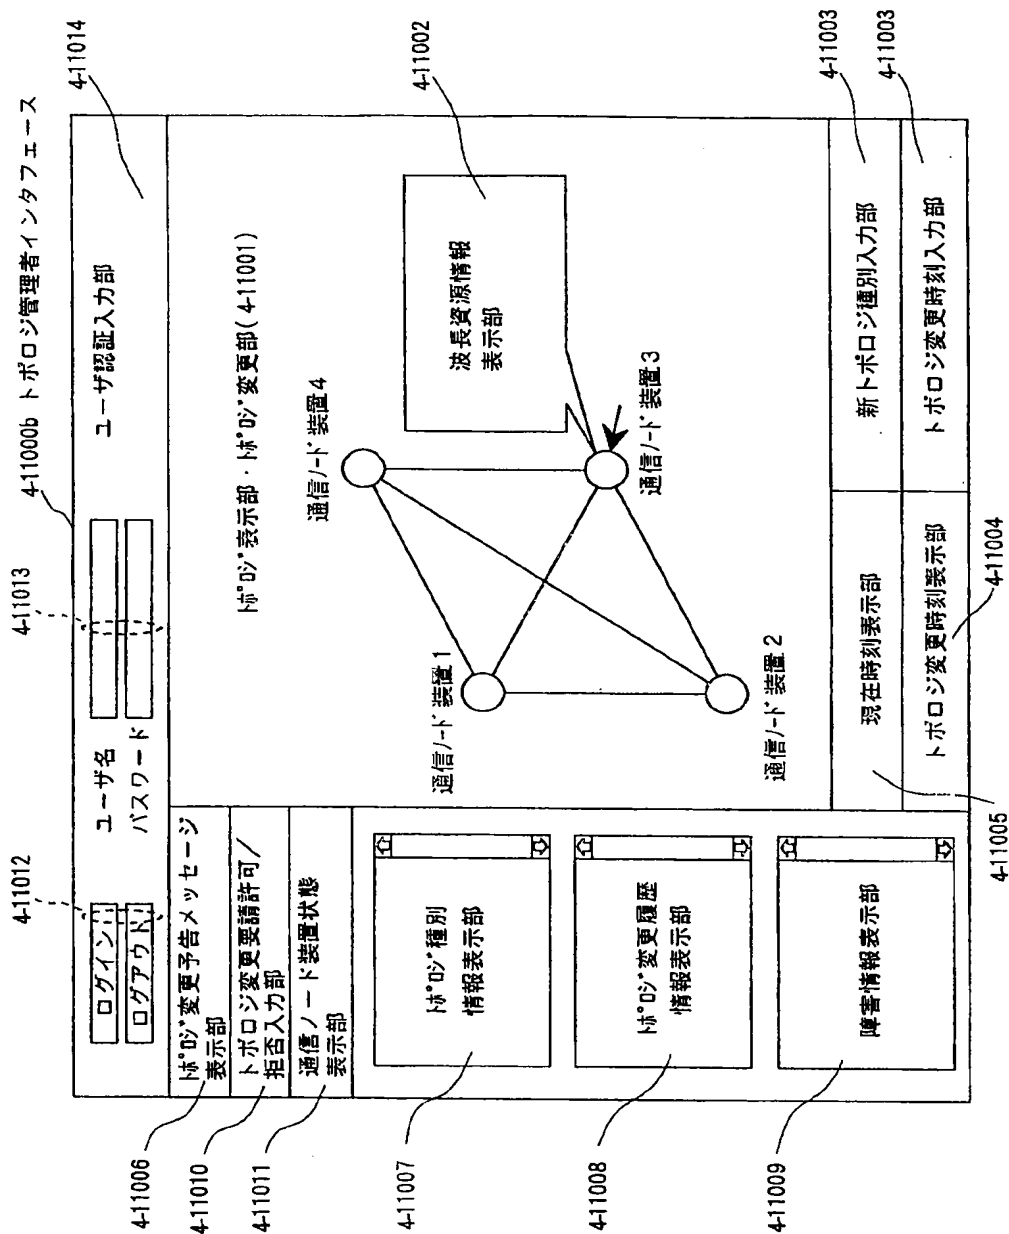 4-11000b トポロジ管理者インタフェース
4-11012
4-11013
4-11014
ログイン
ユーザ名
ログアウト
パスワード
ユーザ認証入力部
4-11006
トポロジ変更予告メッセージ
表示部
4-11010
トポロジ変更要請許可/
拒否入力部
4-11011
通信ノード装置状態
表示部
4-11007
トポロジ種別
情報表示部
4-11008
トポロジ変更履歴
情報表示部
4-11009
障害情報表示部
トポロジ表示部・トポロジ変更部(4-11001)
通信ノード装置4
通信ノード装置1
通信ノード装置3
通信ノード装置2
波長資源情報
表示部
4-11002
現在時刻表示部
新トポロジ種別入力部
4-11003
トポロジ変更時刻表示部
トポロジ変更時刻入力部
4-11003
4-11005
4-11004